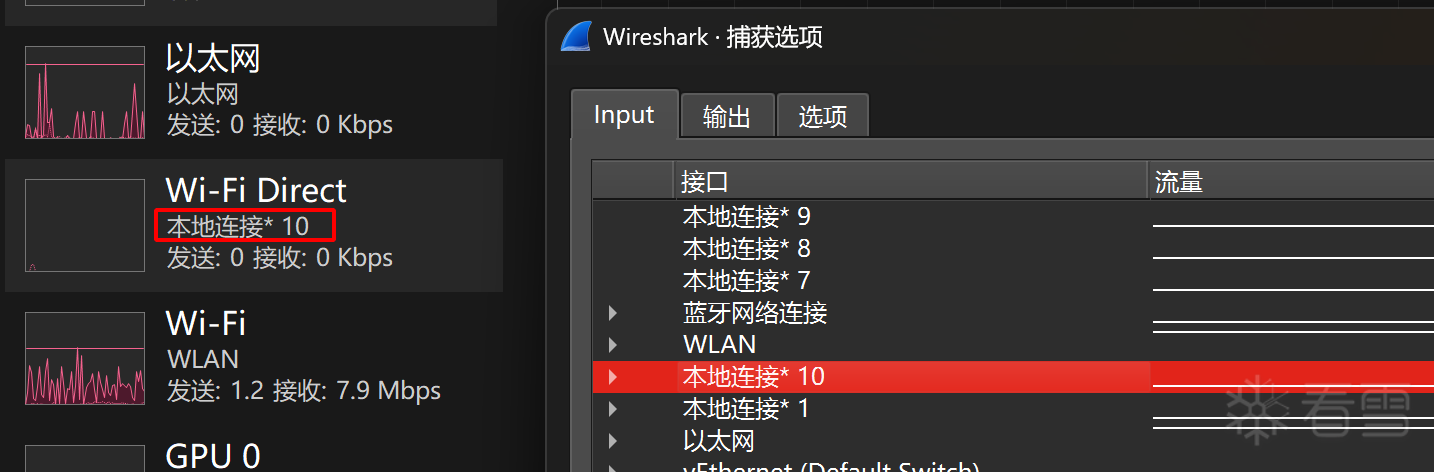 以太网
以太网
发送: 0 接收: 0 Kbps
Wi-Fi Direct
本地连接* 10
发送: 0 接收: 0 Kbps
Wi-Fi
WLAN
发送: 1.2 接收: 7.9 Mbps
GPU 0
Wireshark · 捕获选项
Input 输出 选项
接口 流量
本地连接* 9
本地连接* 8
本地连接* 7
蓝牙网络连接
WLAN
本地连接* 10
本地连接* 1
以太网
vEthernet (Default Switch)
看雪